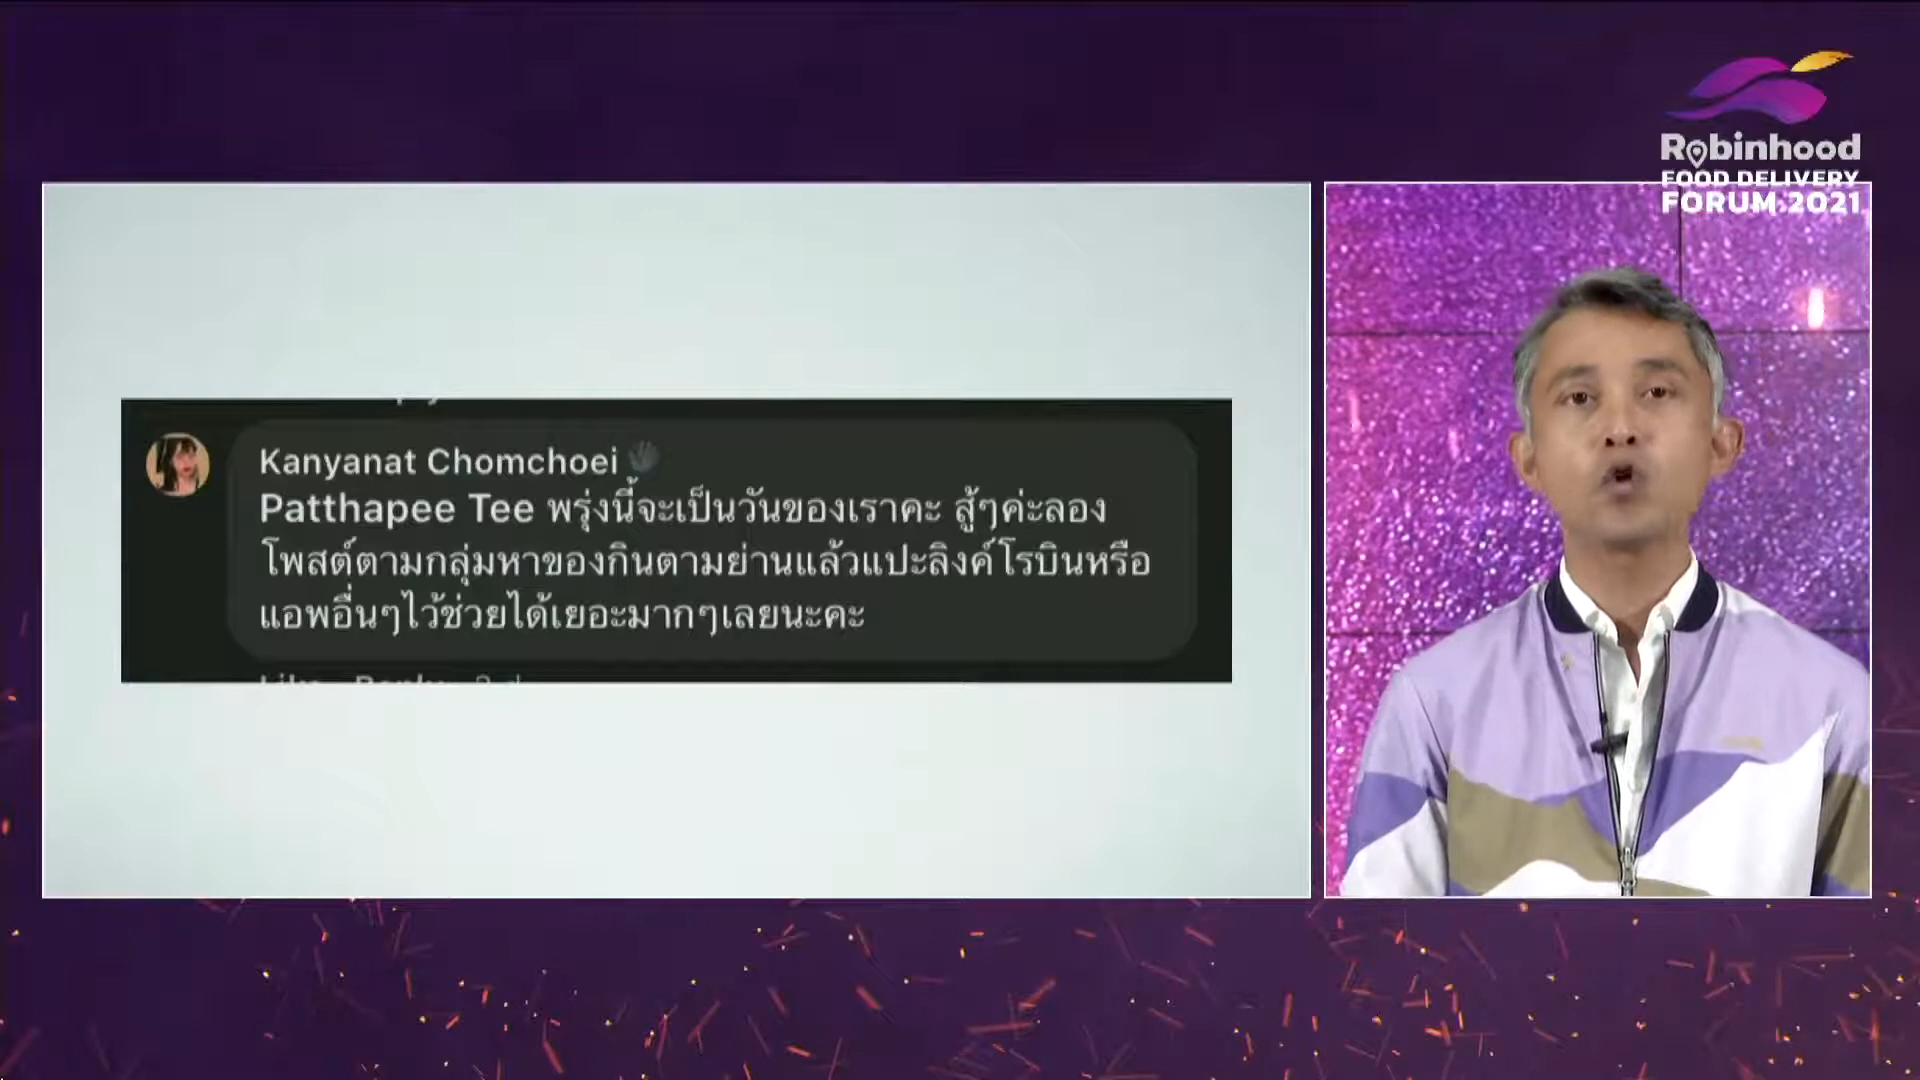 Robinhood
FOOD DELIVERY
FORUM 2021
Kanyanat Chomchoei
Patthapee Tee พรุ่งนี้จะเป็นวันของเราคะ สู้ๆค่ะลอง
โพสต์ตามกลุ่มหาของกินตามย่านแล้วแปะลิงค์โรบินหรือ
แอพอื่นๆไว้ช่วยได้เยอะมากๆเลยนะคะ